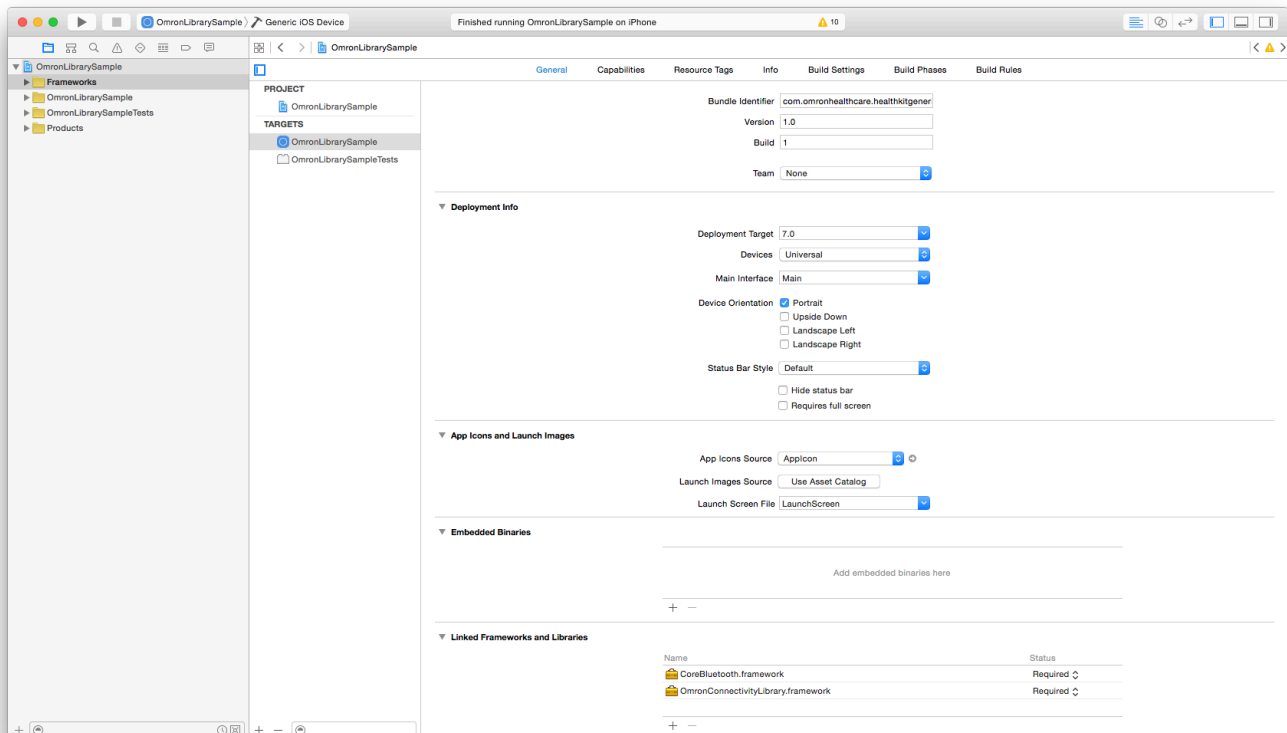 OmronLibrarySample
Generic iOS Device
Finished running OmronLibrarySample on iPhone
10
OmronLibrarySample
OmronLibrarySample
Frameworks
OmronLibrarySample
OmronLibrarySampleTests
Products
General
Capabilities
Resource Tags
Info
Build Settings
Build Phases
Build Rules
PROJECT
OmronLibrarySample
TARGETS
OmronLibrarySample
OmronLibrarySampleTests
Bundle Identifier com.omronhealthcare.healthkitgener
Version 1.0
Build 1
Team None
Deployment Info
Deployment Target 7.0
Devices Universal
Main Interface Main
Device Orientation Portrait
Upside Down
Landscape Left
Landscape Right
Status Bar Style Default
Hide status bar
Requires full screen
App Icons and Launch Images
App Icons Source AppIcon
Launch Images Source Use Asset Catalog
Launch Screen File LaunchScreen
Embedded Binaries
Add embedded binaries here
Linked Frameworks and Libraries
Name Status
CoreBluetooth.framework Required
OmronConnectivityLibrary.framework Required